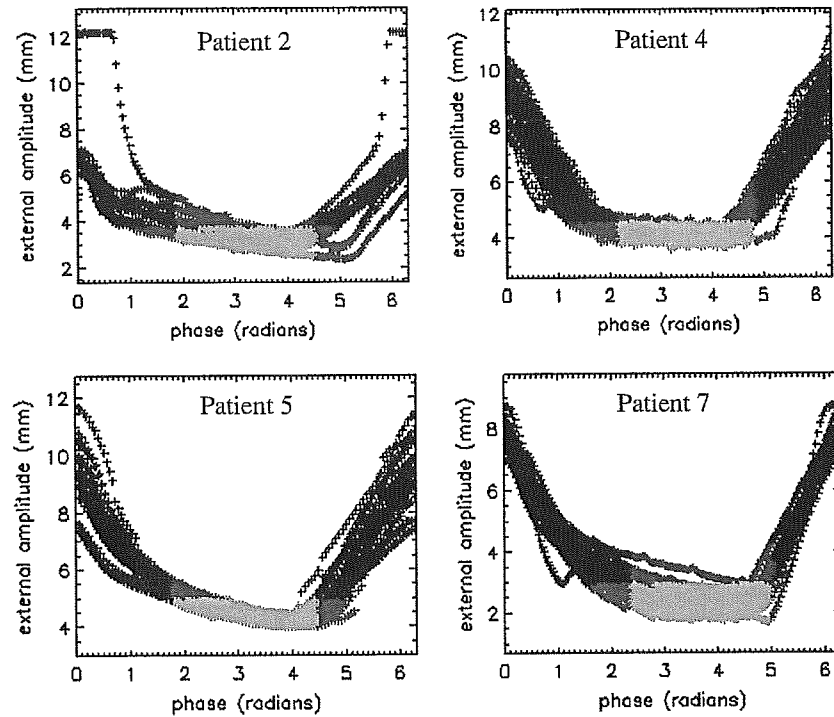 Patient 2
12
10
8
6
4
2
external amplitude (mm)
0 1 2 3 4 5 6
phase (radians)
Patient 4
12
10
8
6
4
external amplitude (mm)
0 1 2 3 4 5 6
phase (radians)
Patient 5
12
10
8
6
4
external amplitude (mm)
0 1 2 3 4 5 6
phase (radians)
Patient 7
8
6
4
2
external amplitude (mm)
0 1 2 3 4 5 6
phase (radians)